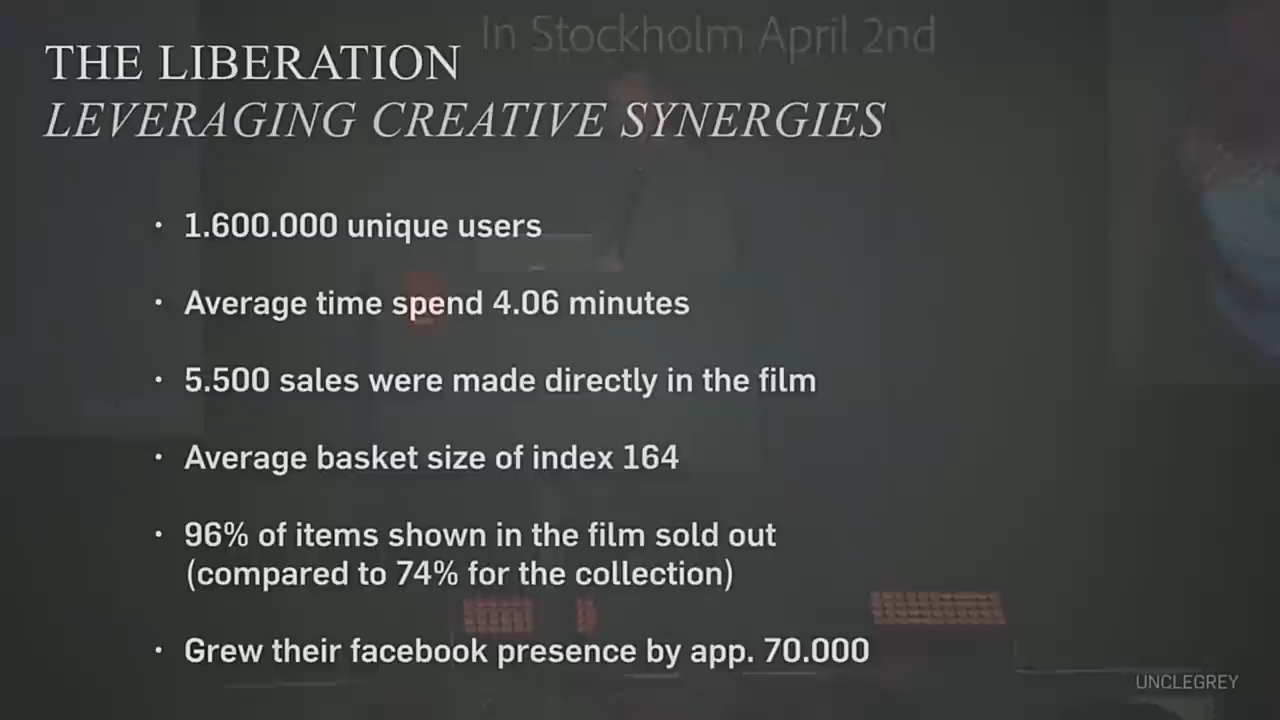 In Stockholm April 2nd
THE LIBERATION
LEVERAGING CREATIVE SYNERGIES
· 1.600.000 unique users
· Average time spend 4.06 minutes
· 5.500 sales were made directly in the film
· Average basket size of index 164
· 96% of items shown in the film sold out
(compared to 74% for the collection)
· Grew their facebook presence by app. 70.000
UNCLEGREY